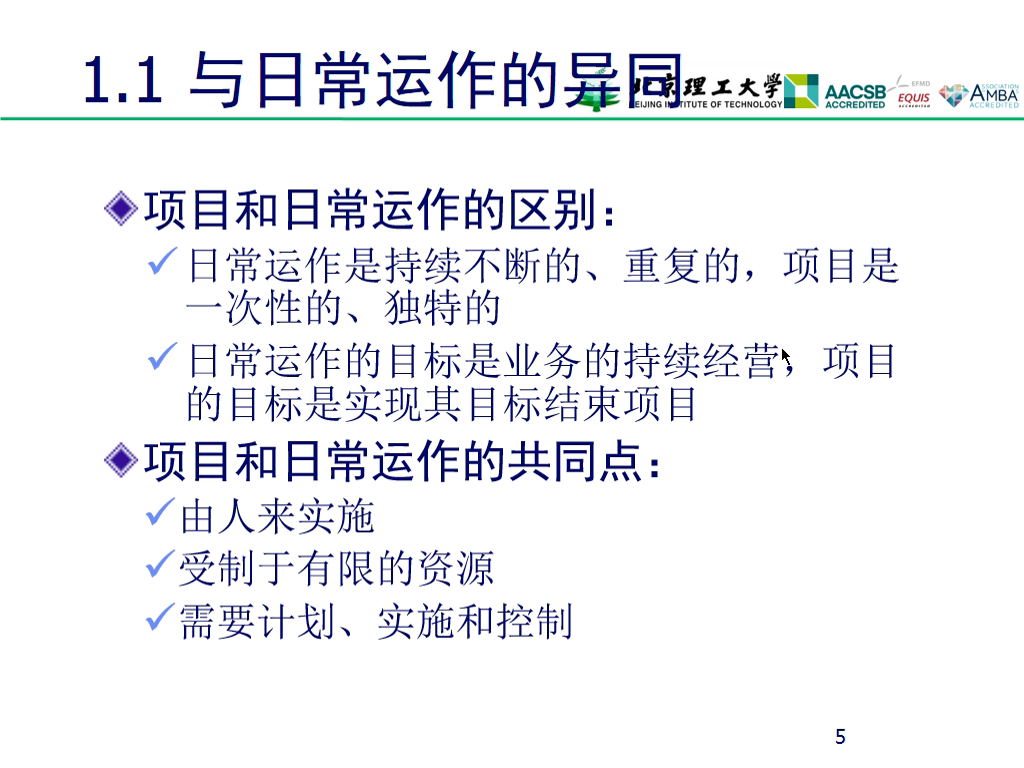 1.1 与日常运作的异同
北京理工大学
BEIJING INSTITUTE OF TECHNOLOGY
AACSB
ACCREDITED
EFMD
EQUIS
ACCREDITED
ASSOCIATION
AMBA
ACCREDITED
项目和日常运作的区别：
日常运作是持续不断的、重复的，项目是
一次性的、独特的
日常运作的目标是业务的持续经营，项目
的目标是实现其目标结束项目
项目和日常运作的共同点：
由人来实施
受制于有限的资源
需要计划、实施和控制
5